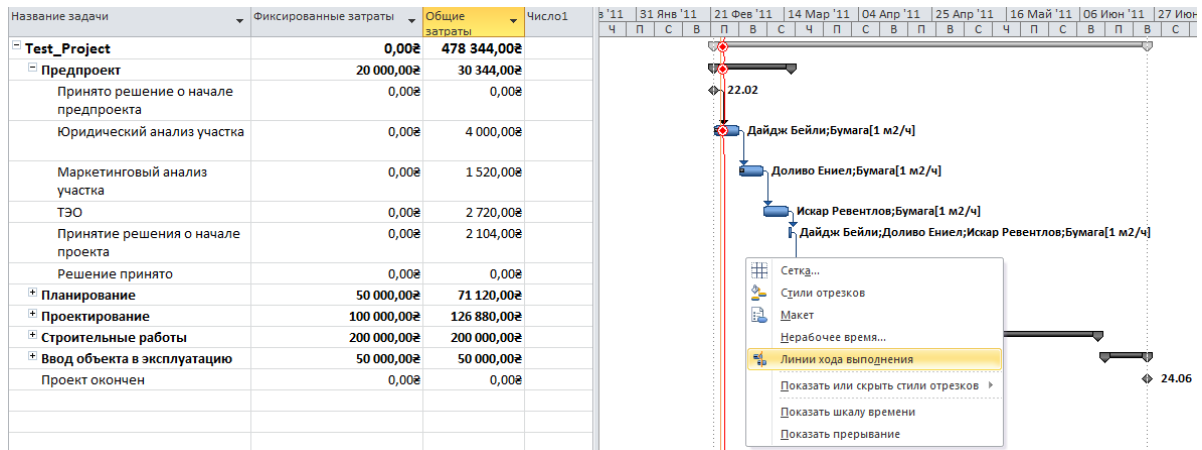 Название задачи Фиксированные затраты Общие затраты Число1
Test_Project 0,00₴ 478 344,00₴
Предпроект 20 000,00₴ 30 344,00₴
Принято решение о начале предпроекта 0,00₴ 0,00₴
Юридический анализ участка 0,00₴ 4 000,00₴
Маркетинговый анализ участка 0,00₴ 1 520,00₴
ТЭО 0,00₴ 2 720,00₴
Принятие решения о начале проекта 0,00₴ 2 104,00₴
Решение принято 0,00₴ 0,00₴
Планирование 50 000,00₴ 71 120,00₴
Проектирование 100 000,00₴ 126 880,00₴
Строительные работы 200 000,00₴ 200 000,00₴
Ввод объекта в эксплуатацию 50 000,00₴ 50 000,00₴
Проект окончен 0,00₴ 0,00₴
'11 31 Янв '11 21 Фев '11 14 Мар '11 04 Апр '11 25 Апр '11 16 Май '11 06 Июн '11 27 Июн
Ч П С В П В С Ч П С В П В С Ч П С В П В С
22.02
Дайдж Бейли;Бумага[1 м2/ч]
Доливо Ениел;Бумага[1 м2/ч]
Искар Ревентлов;Бумага[1 м2/ч]
Дайдж Бейли;Доливо Ениел;Искар Ревентлов;Бумага[1 м2/ч]
Сетка...
Стили отрезков
Макет
Нерабочее время...
Линии хода выполнения
Показать или скрыть стили отрезков
Показать шкалу времени
Показать прерывание
24.06